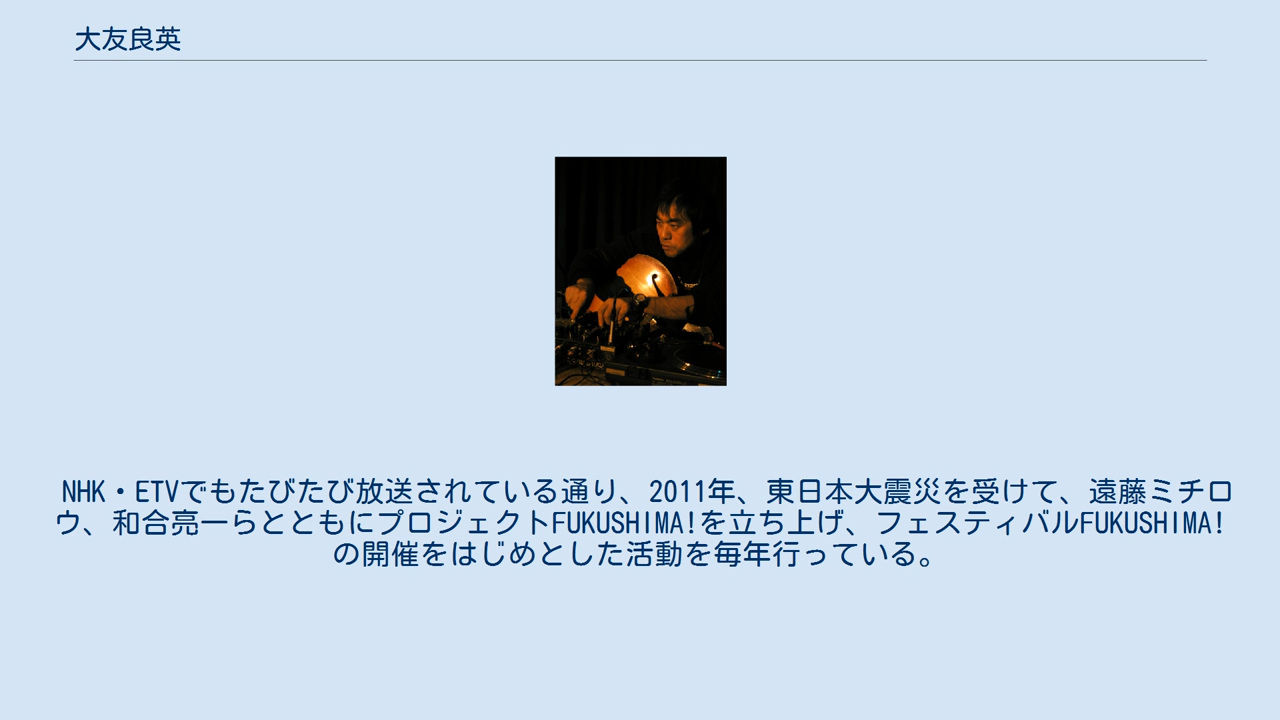 大友良英
NHK・ETVでもたびたび放送されている通り、2011年、東日本大震災を受けて、遠藤ミチロ
ウ、和合亮一らとともにプロジェクトFUKUSHIMA!を立ち上げ、フェスティバルFUKUSHIMA!
の開催をはじめとした活動を毎年行っている。